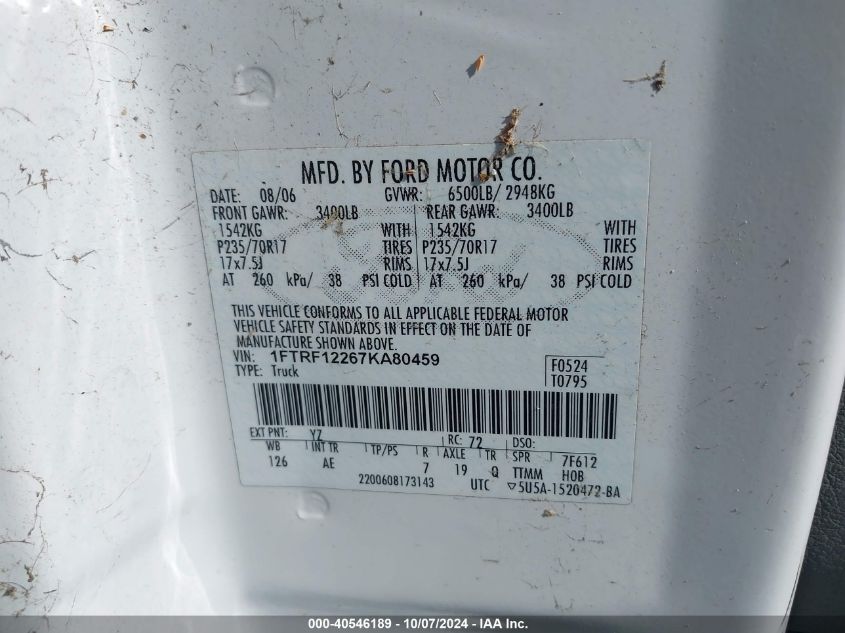 MFD. BY FORD MOTOR CO.
DATE: 08/06 GVWR: 6500LB/ 2948KG
FRONT GAWR: 3400LB REAR GAWR: 3400LB
1542KG WITH 1542KG WITH
P235/70R17 TIRES P235/70R17 TIRES
17x7.5J RIMS 17x7.5J RIMS
AT 260 kPa/ 38 PSI COLD AT 260 kPa/ 38 PSI COLD
THIS VEHICLE CONFORMS TO ALL APPLICABLE FEDERAL MOTOR
VEHICLE SAFETY STANDARDS IN EFFECT ON THE DATE OF
MANUFACTURE SHOWN ABOVE.
VIN: 1FTRF12267KA80459
TYPE: Truck
F0524
T0795
EXT PNT: YZ RC: 72 DSO:
WB INT TR TP/PS R AXLE TR SPR 7F612
126 AE 7 19 Q TTMM HOB
2200608173143 UTC ▽5U5A-1520472-BA
000-40546189 - 10/07/2024 - IAA Inc.